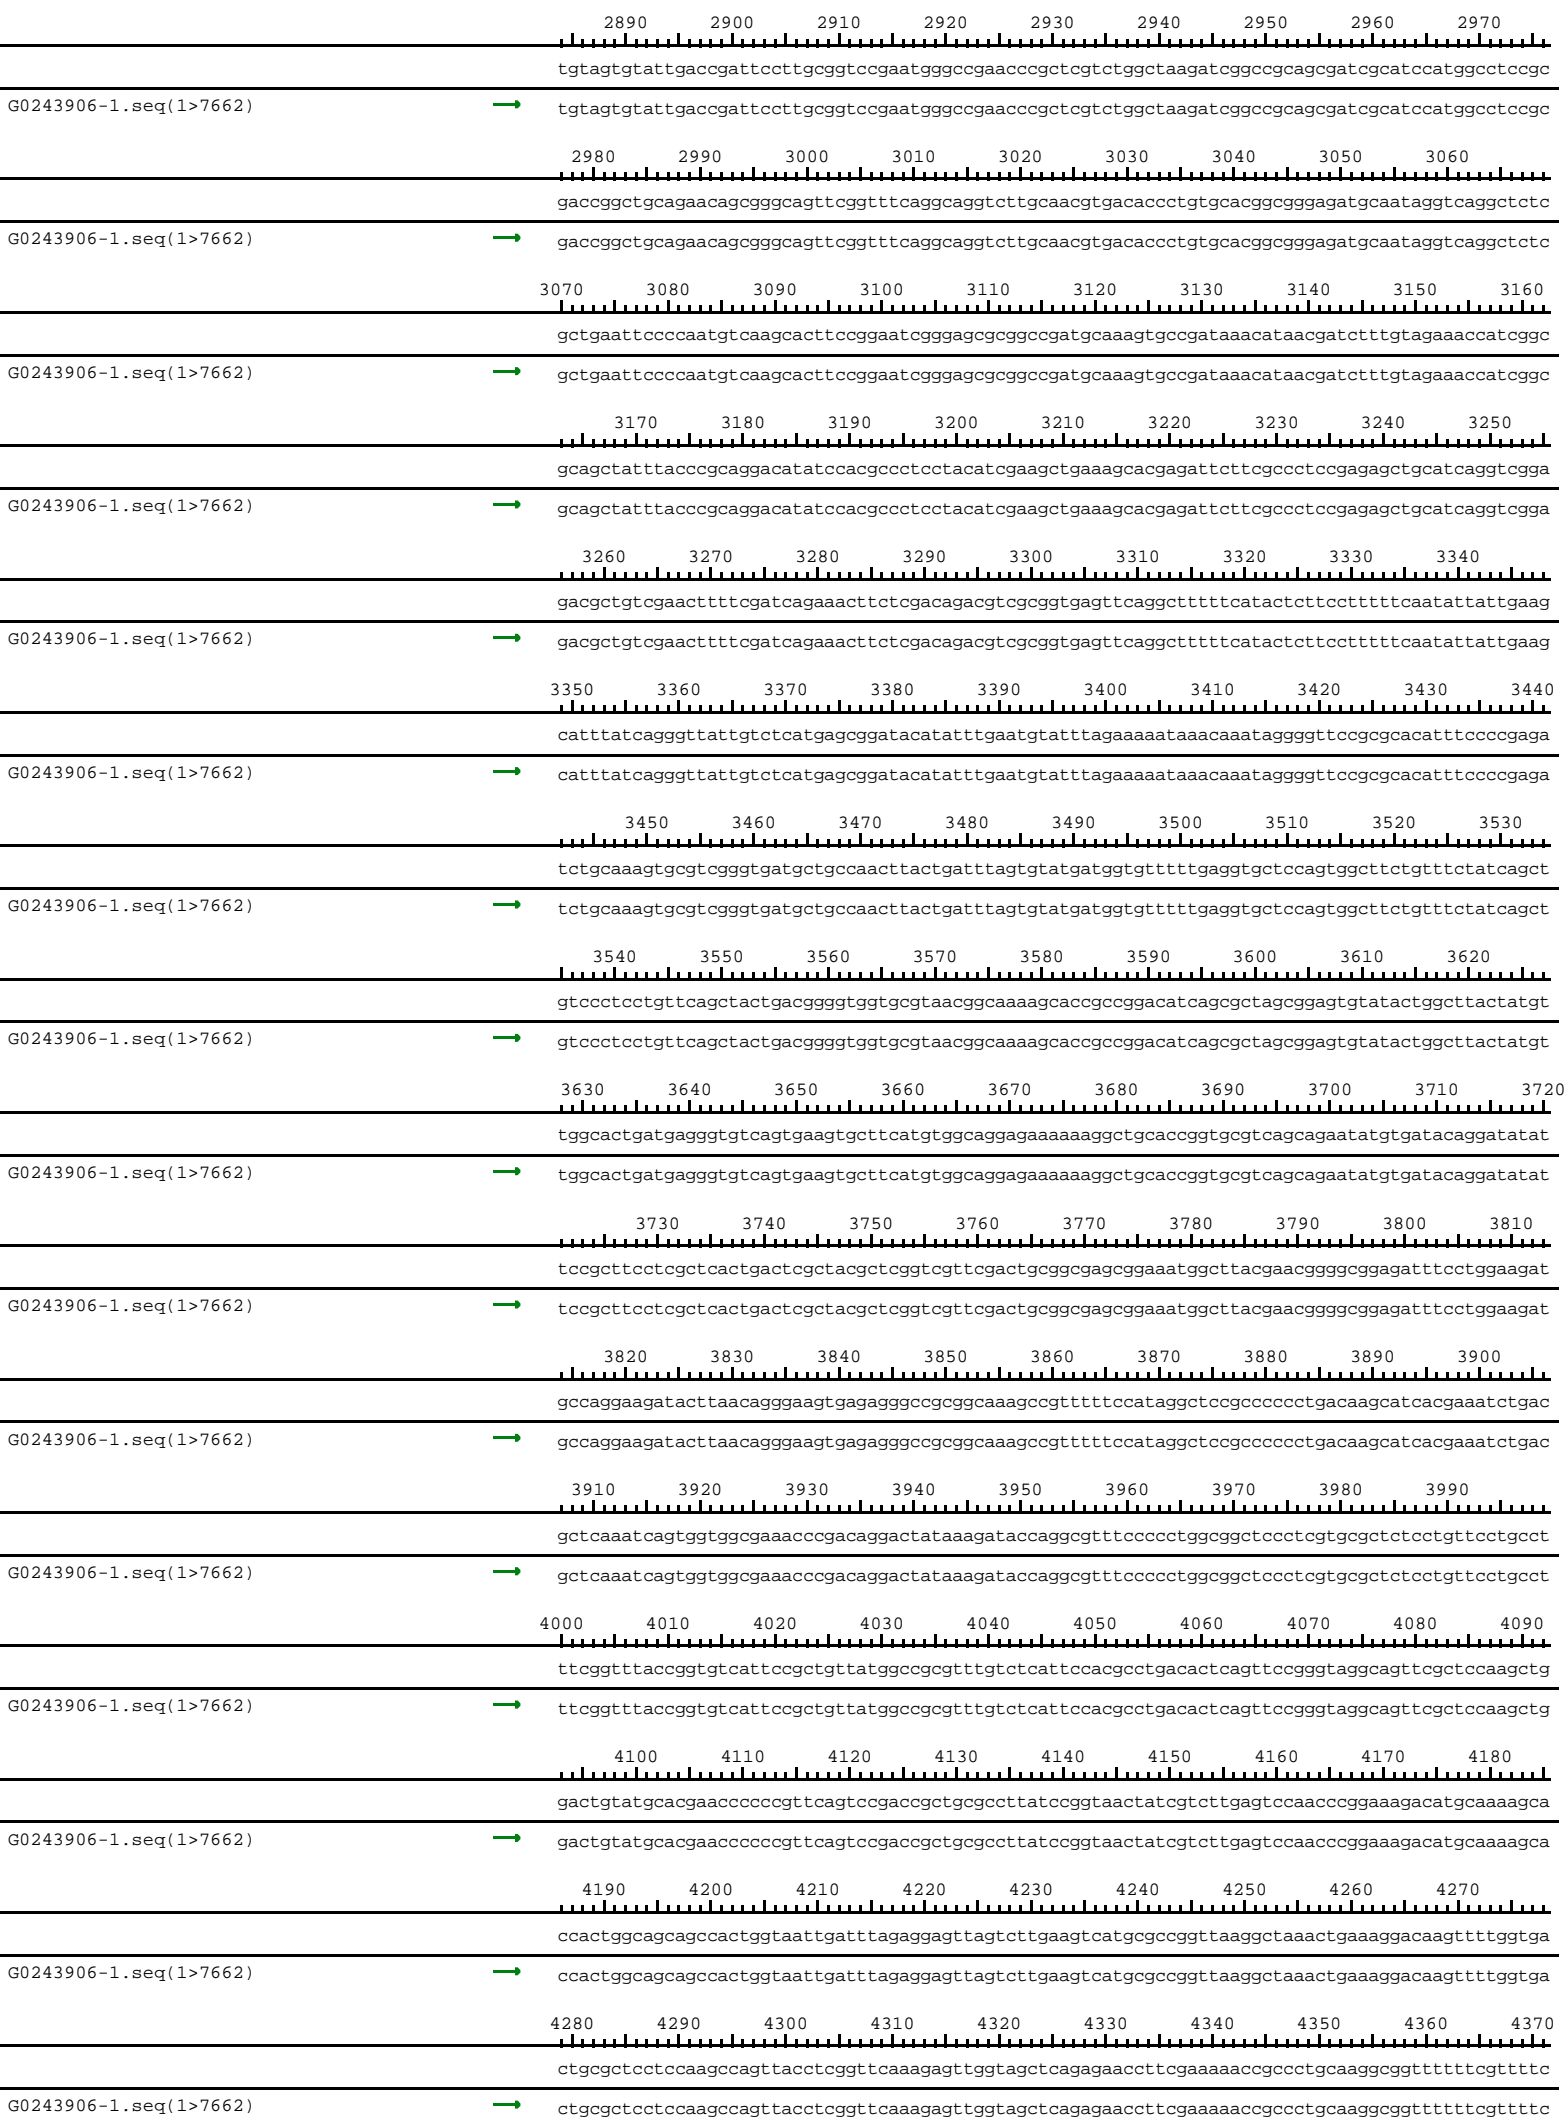 2890 2900 2910 2920 2930 2940 2950 2960 2970
tgtagtgtattgaccgattccttgcggtccgaatgggccgaacccgctcgtctggctaagatcggccgcagcgatcgcatccatggcctccgc
G0243906-1.seq(1>7662) tgtagtgtattgaccgattccttgcggtccgaatgggccgaacccgctcgtctggctaagatcggccgcagcgatcgcatccatggcctccgc
2980 2990 3000 3010 3020 3030 3040 3050 3060
gaccggctgcagaacagcgggcagttcggtttcaggcaggtcttgcaacgtgacaccctgtgcacggcgggagatgcaataggtcaggctctc
G0243906-1.seq(1>7662) gaccggctgcagaacagcgggcagttcggtttcaggcaggtcttgcaacgtgacaccctgtgcacggcgggagatgcaataggtcaggctctc
3070 3080 3090 3100 3110 3120 3130 3140 3150 3160
gctgaattccccaatgtcaagcacttccggaatcgggagcgcggccgatgcaaagtgccgataaacataacgatctttgtagaaaccatcggc
G0243906-1.seq(1>7662) gctgaattccccaatgtcaagcacttccggaatcgggagcgcggccgatgcaaagtgccgataaacataacgatctttgtagaaaccatcggc
3170 3180 3190 3200 3210 3220 3230 3240 3250
gcagctatttacccgcaggacatatccacgccctcctacatcgaagctgaaagcacgagattcttcgccctccgagagctgcatcaggtcgga
G0243906-1.seq(1>7662) gcagctatttacccgcaggacatatccacgccctcctacatcgaagctgaaagcacgagattcttcgccctccgagagctgcatcaggtcgga
3260 3270 3280 3290 3300 3310 3320 3330 3340
gacgctgtcgaacttttcgatcagaaacttctcgacagacgtcgcggtgagttcaggctttttcatactcttcctttttcaatattattgaag
G0243906-1.seq(1>7662) gacgctgtcgaacttttcgatcagaaacttctcgacagacgtcgcggtgagttcaggctttttcatactcttcctttttcaatattattgaag
3350 3360 3370 3380 3390 3400 3410 3420 3430 3440
catttatcagggttattgtctcatgagcggatacatatttgaatgtatttagaaaaataaacaaataggggttccgcgcacatttccccgaga
G0243906-1.seq(1>7662) catttatcagggttattgtctcatgagcggatacatatttgaatgtatttagaaaaataaacaaataggggttccgcgcacatttccccgaga
3450 3460 3470 3480 3490 3500 3510 3520 3530
tctgcaaagtgcgtcgggtgatgctgccaacttactgatttagtgtatgatggtgtttttgaggtgctccagtggcttctgtttctatcagct
G0243906-1.seq(1>7662) tctgcaaagtgcgtcgggtgatgctgccaacttactgatttagtgtatgatggtgtttttgaggtgctccagtggcttctgtttctatcagct
3540 3550 3560 3570 3580 3590 3600 3610 3620
gtccctcctgttcagctactgacggggtggtgcgtaacggcaaaagcaccgccggacatcagcgctagcggagtgtatactggcttactatgt
G0243906-1.seq(1>7662) gtccctcctgttcagctactgacggggtggtgcgtaacggcaaaagcaccgccggacatcagcgctagcggagtgtatactggcttactatgt
3630 3640 3650 3660 3670 3680 3690 3700 3710 3720
tggcactgatgagggtgtcagtgaagtgcttcatgtggcaggagaaaaaaggctgcaccggtgcgtcagcagaatatgtgatacaggatatat
G0243906-1.seq(1>7662) tggcactgatgagggtgtcagtgaagtgcttcatgtggcaggagaaaaaaggctgcaccggtgcgtcagcagaatatgtgatacaggatatat
3730 3740 3750 3760 3770 3780 3790 3800 3810
tccgcttcctcgctcactgactcgctacgctcggtcgttcgactgcggcgagcggaaatggcttacgaacggggcggagatttcctggaagat
G0243906-1.seq(1>7662) tccgcttcctcgctcactgactcgctacgctcggtcgttcgactgcggcgagcggaaatggcttacgaacggggcggagatttcctggaagat
3820 3830 3840 3850 3860 3870 3880 3890 3900
gccaggaagatacttaacagggaagtgagagggccgcggcaaagccgtttttccataggctccgcccccctgacaagcatcacgaaatctgac
G0243906-1.seq(1>7662) gccaggaagatacttaacagggaagtgagagggccgcggcaaagccgtttttccataggctccgcccccctgacaagcatcacgaaatctgac
3910 3920 3930 3940 3950 3960 3970 3980 3990
gctcaaatcagtggtggcgaaacccgacaggactataaagataccaggcgtttccccctggcggctccctcgtgcgctctcctgttcctgcct
G0243906-1.seq(1>7662) gctcaaatcagtggtggcgaaacccgacaggactataaagataccaggcgtttccccctggcggctccctcgtgcgctctcctgttcctgcct
4000 4010 4020 4030 4040 4050 4060 4070 4080 4090
ttcggtttaccggtgtcattccgctgttatggccgcgtttgtctcattccacgcctgacactcagttccgggtaggcagttcgctccaagctg
G0243906-1.seq(1>7662) ttcggtttaccggtgtcattccgctgttatggccgcgtttgtctcattccacgcctgacactcagttccgggtaggcagttcgctccaagctg
4100 4110 4120 4130 4140 4150 4160 4170 4180
gactgtatgcacgaaccccccgttcagtccgaccgctgcgccttatccggtaactatcgtcttgagtccaacccggaaagacatgcaaaagca
G0243906-1.seq(1>7662) gactgtatgcacgaaccccccgttcagtccgaccgctgcgccttatccggtaactatcgtcttgagtccaacccggaaagacatgcaaaagca
4190 4200 4210 4220 4230 4240 4250 4260 4270
ccactggcagcagccactggtaattgatttagaggagttagtcttgaagtcatgcgccggttaaggctaaactgaaaggacaagttttggtga
G0243906-1.seq(1>7662) ccactggcagcagccactggtaattgatttagaggagttagtcttgaagtcatgcgccggttaaggctaaactgaaaggacaagttttggtga
4280 4290 4300 4310 4320 4330 4340 4350 4360 4370
ctgcgctcctccaagccagttacctcggttcaaagagttggtagctcagagaaccttcgaaaaaccgccctgcaaggcggttttttcgttttc
G0243906-1.seq(1>7662) ctgcgctcctccaagccagttacctcggttcaaagagttggtagctcagagaaccttcgaaaaaccgccctgcaaggcggttttttcgttttc